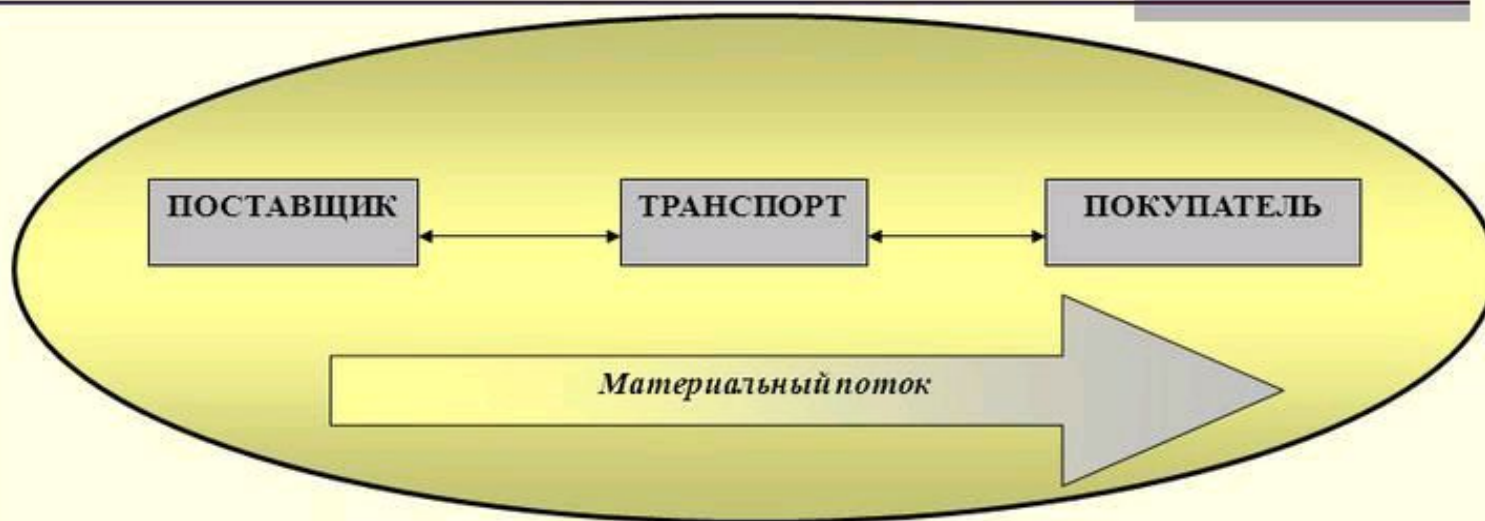 ПОСТАВЩИК
ТРАНСПОРТ
ПОКУПАТЕЛЬ
Материальный поток